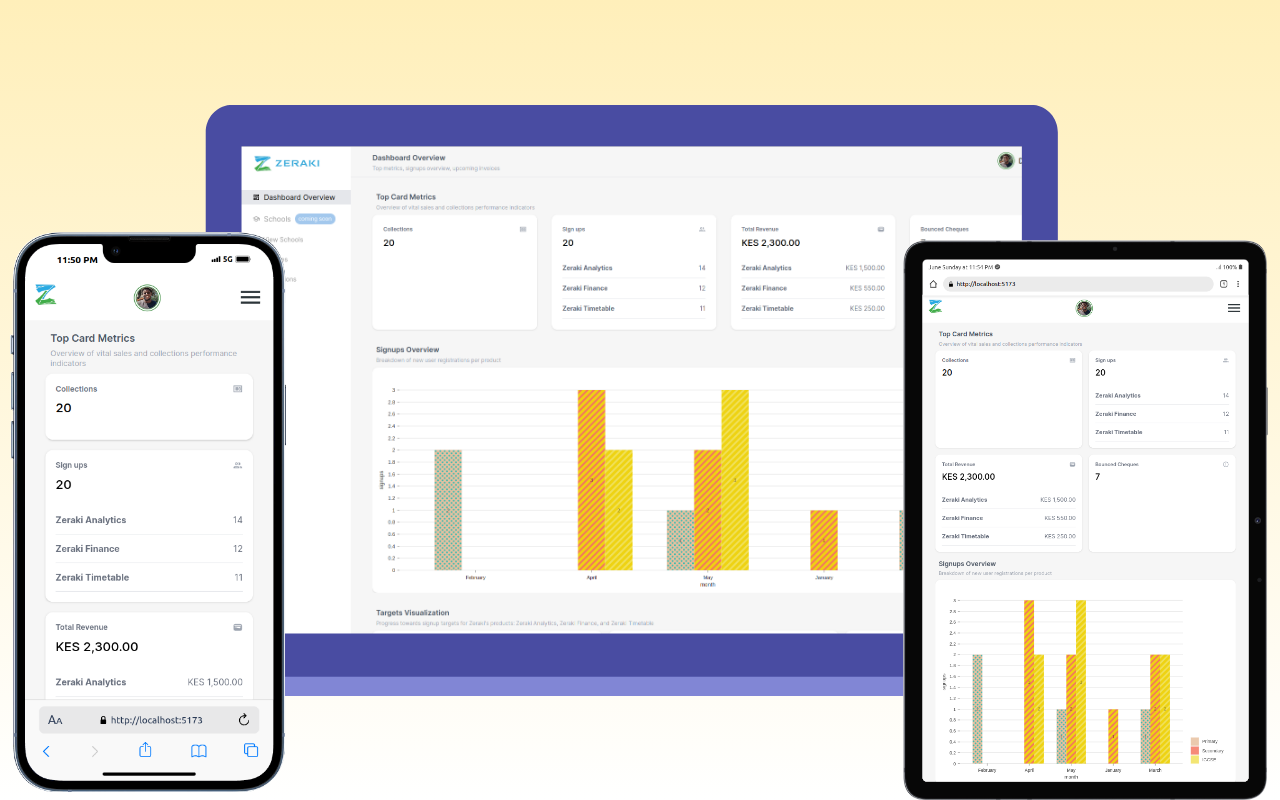 ZERAKI
Dashboard Overview
Top metrics, signups overview, upcoming invoices
Dashboard Overview
Schools
coming soon
Schools
Top Card Metrics
Overview of vital sales and collections performance indicators
Collections
20
Sign ups
20
Zeraki Analytics 14
Zeraki Finance 12
Zeraki Timetable 11
Total Revenue
KES 2,300.00
Zeraki Analytics KES 1,500.00
Zeraki Finance KES 550.00
Zeraki Timetable KES 250.00
Bounced Cheques
Signups Overview
Breakdown of new user registrations per product
3
2.8
2.6
2.4
2.2
2
1.8
1.6
1.4
1.2
1
0.8
0.6
0.4
0.2
0
signups
3
2
2
3
February
April
May
January
month
Targets Visualization
Progress towards signup targets for Zeraki's products: Zeraki Analytics, Zeraki Finance, and Zeraki Timetable
11:50 PM
5G
Top Card Metrics
Overview of vital sales and collections performance
indicators
Collections
20
Sign ups
20
Zeraki Analytics 14
Zeraki Finance 12
Zeraki Timetable 11
Total Revenue
KES 2,300.00
Zeraki Analytics KES 1,500.00
AA http://localhost:5173
June Sunday at 11:54 PM
100%
http://localhost:5173
Top Card Metrics
Overview of vital sales and collections performance indicators
Collections
20
Sign ups
20
Zeraki Analytics 14
Zeraki Finance 12
Zeraki Timetable 11
Total Revenue
KES 2,300.00
Zeraki Analytics KES 1,500.00
Zeraki Finance KES 550.00
Zeraki Timetable KES 250.00
Bounced Cheques
7
Signups Overview
Breakdown of new user registrations per product
3
2.8
2.6
2.4
2.2
2
1.8
1.6
1.4
1.2
1
0.8
0.6
0.4
0.2
0
signups
February
April
May
January
March
month
Primary
Secondary
IGCSE